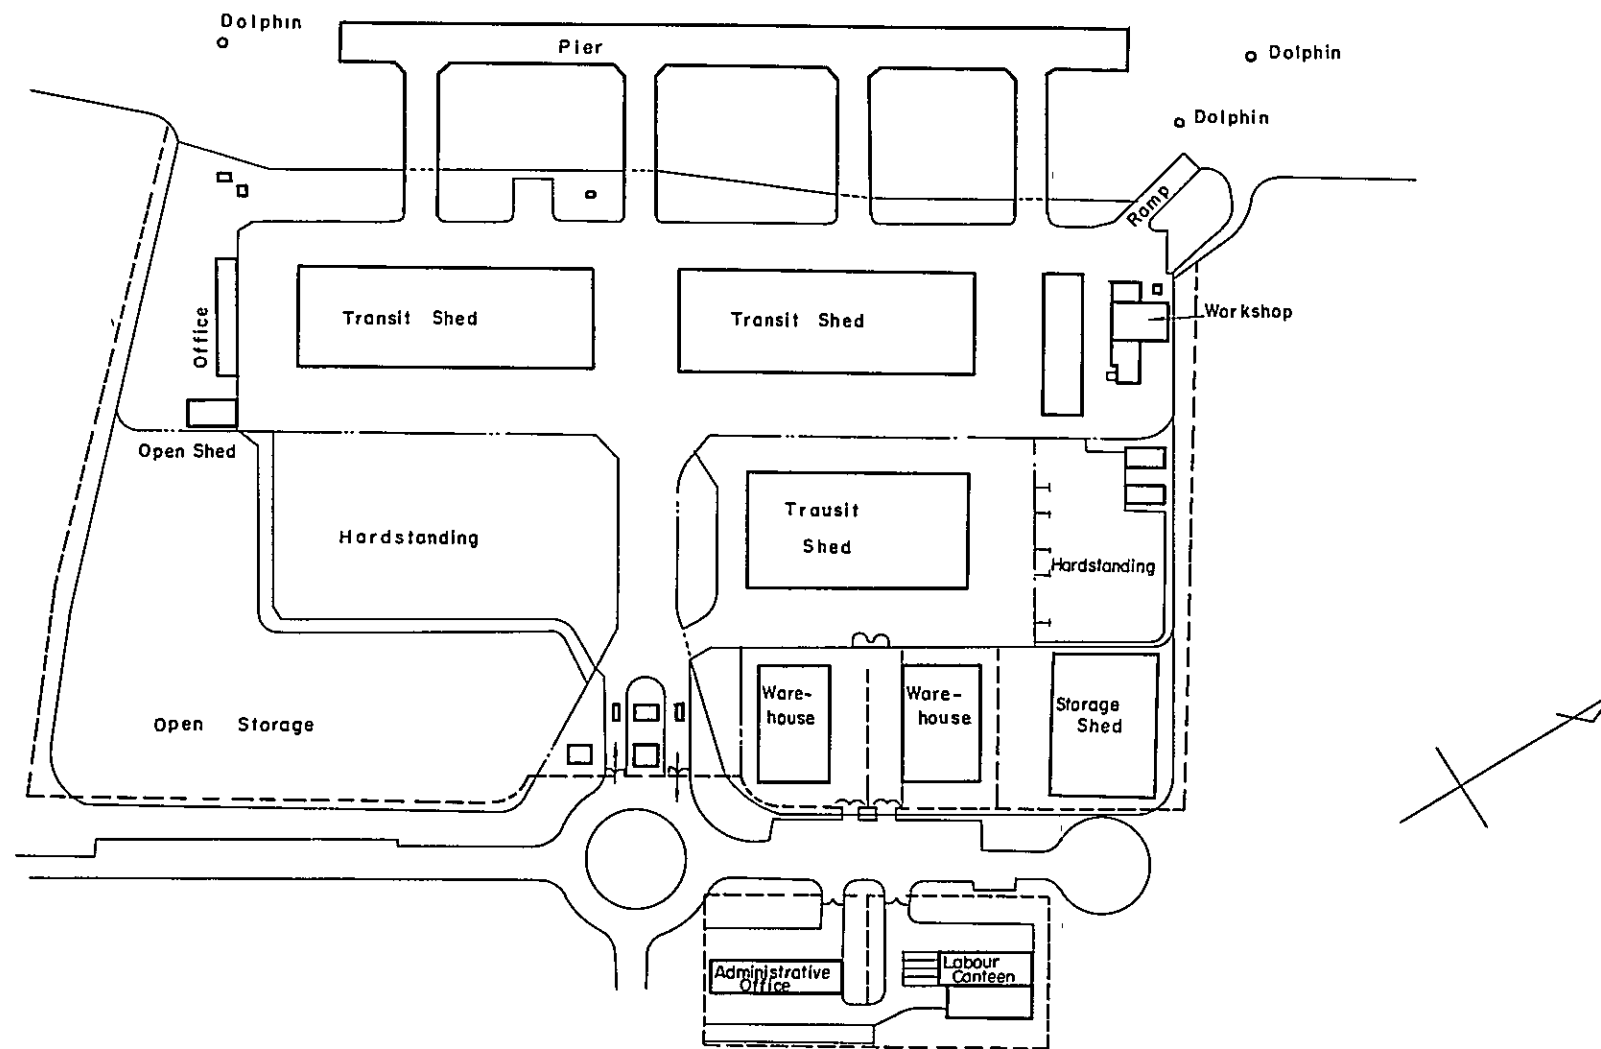 Dolphin
Pier
Dolphin
Dolphin
Ramp
Office
Transit Shed
Transit Shed
Workshop
Open Shed
Hardstanding
Trausit
Shed
Hardstanding
Open Storage
Ware-
house
Ware-
house
Storage
Shed
Administrative
Office
Labour
Canteen